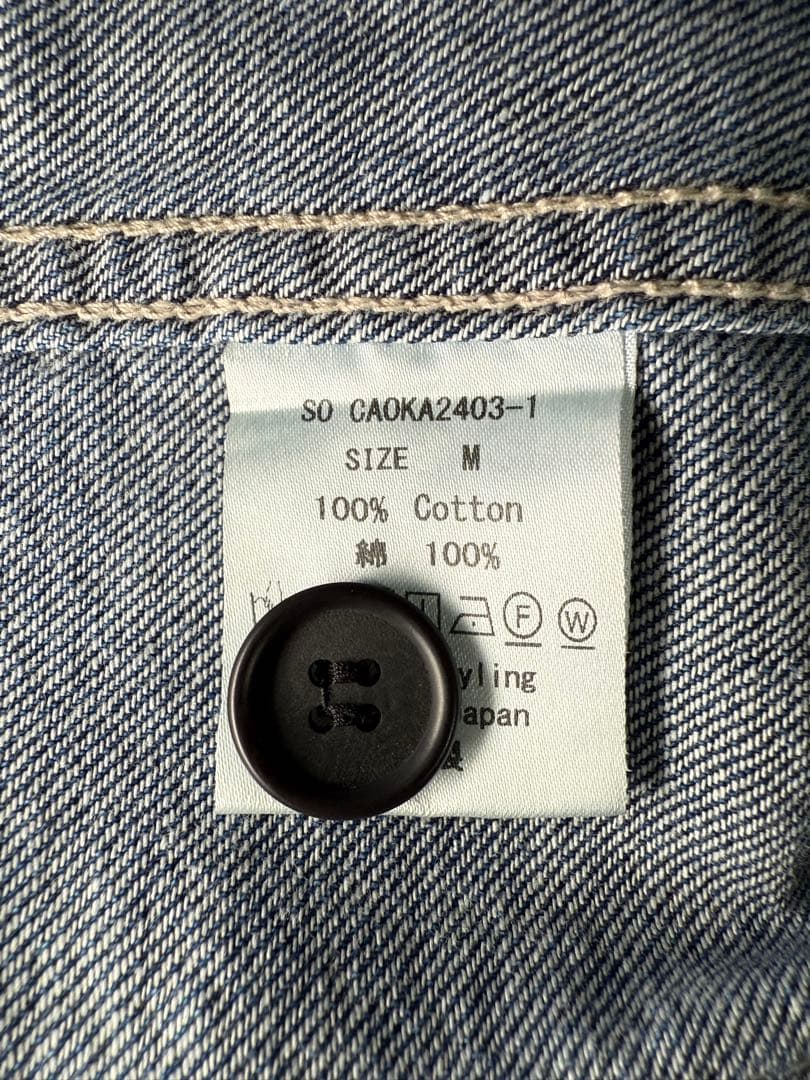 SO CAOKA2403-1
SIZE M
100% Cotton
綿 100%
F W
yling
apan